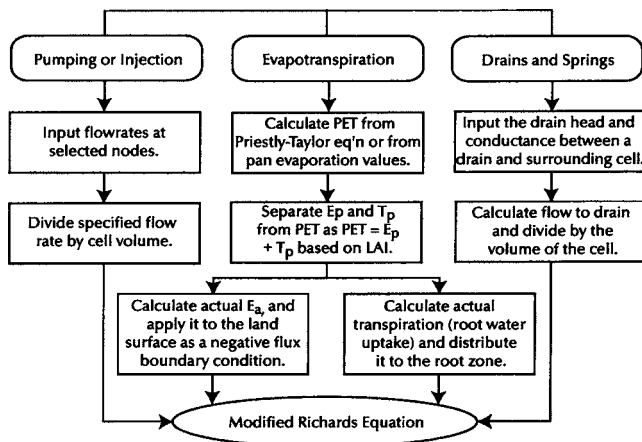 Pumping or Injection
Evapotranspiration
Drains and Springs
Input flowrates at
selected nodes.
Calculate PET from
Priestly-Taylor eq'n or from
pan evaporation values.
Input the drain head and
conductance between a
drain and surrounding cell.
Divide specified flow
rate by cell volume.
Separate Ep and Tp
from PET as PET = Ep
+ Tp based on LAI.
Calculate flow to drain
and divide by the
volume of the cell.
Calculate actual Ea, and
apply it to the land
surface as a negative flux
boundary condition.
Calculate actual
transpiration (root water
uptake) and distribute
it to the root zone.
Modified Richards Equation